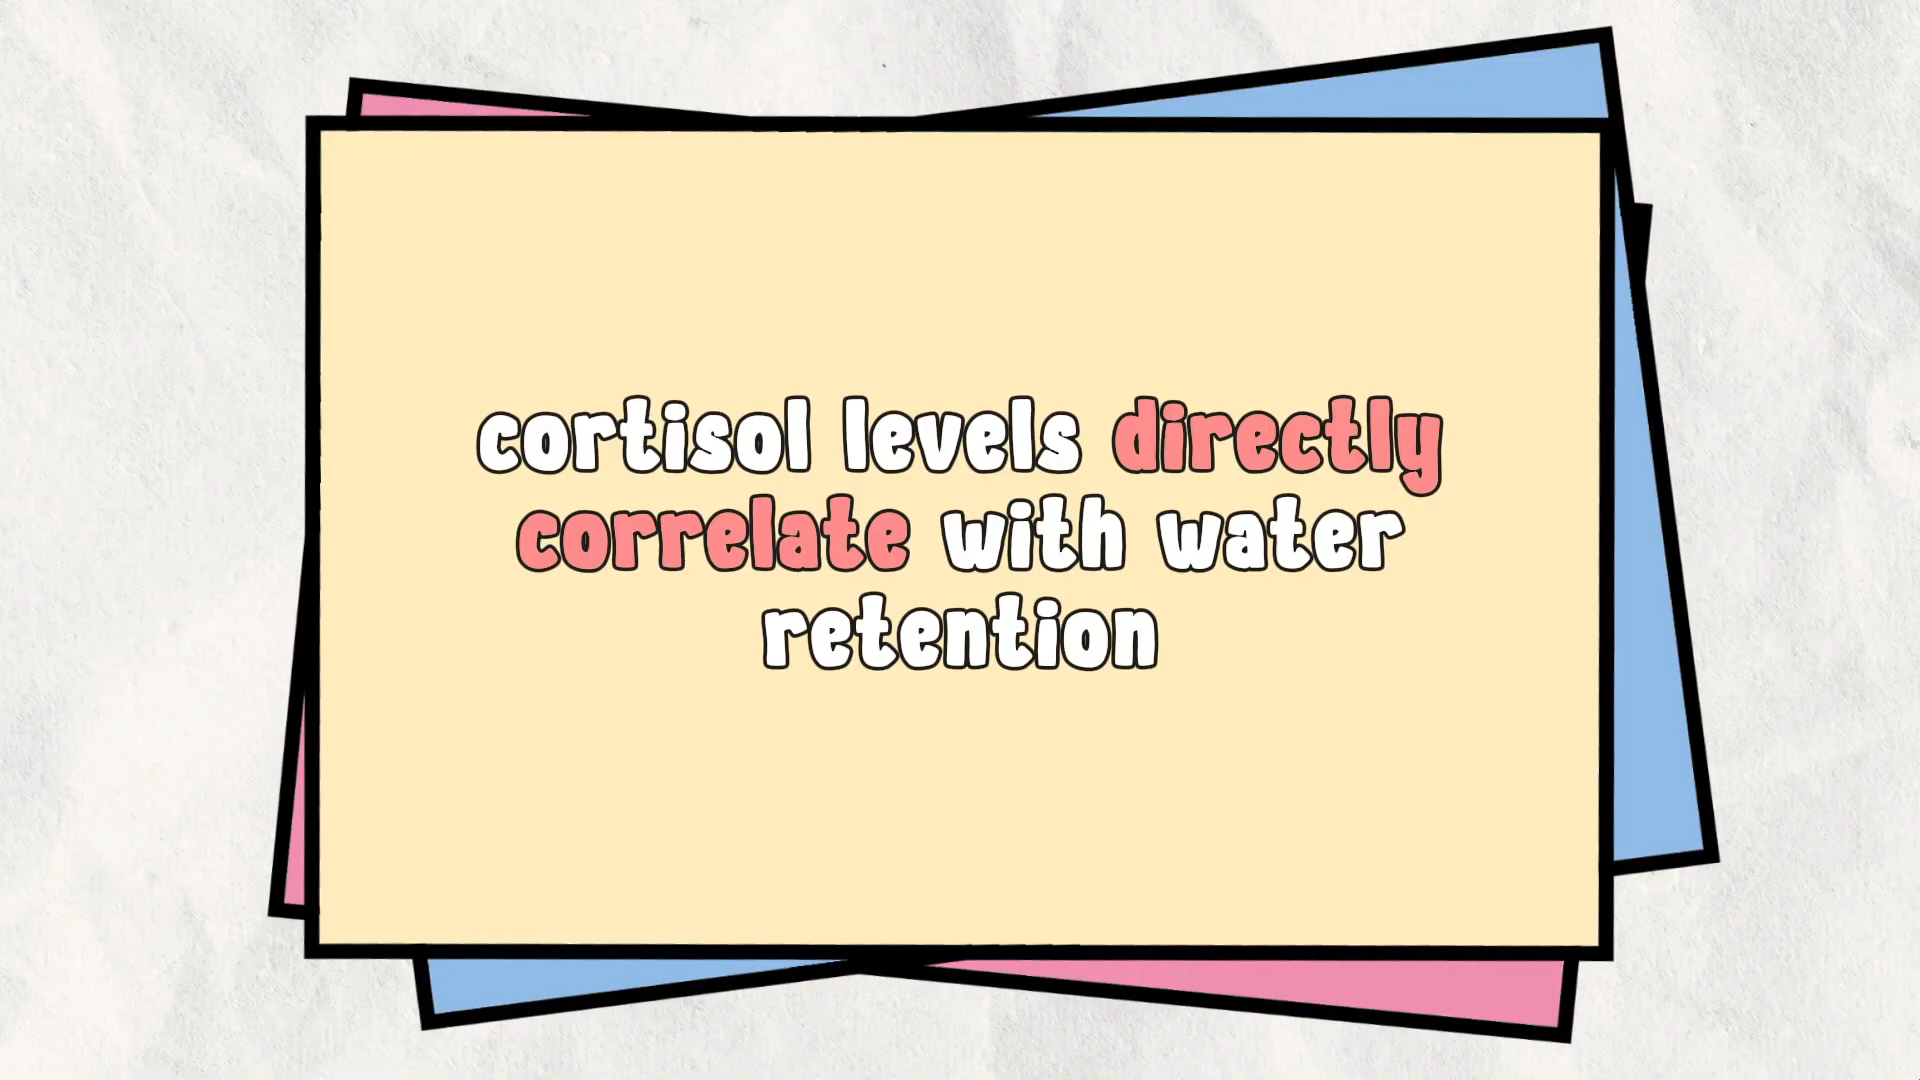 cortisol levels directly
correlate with water
retention